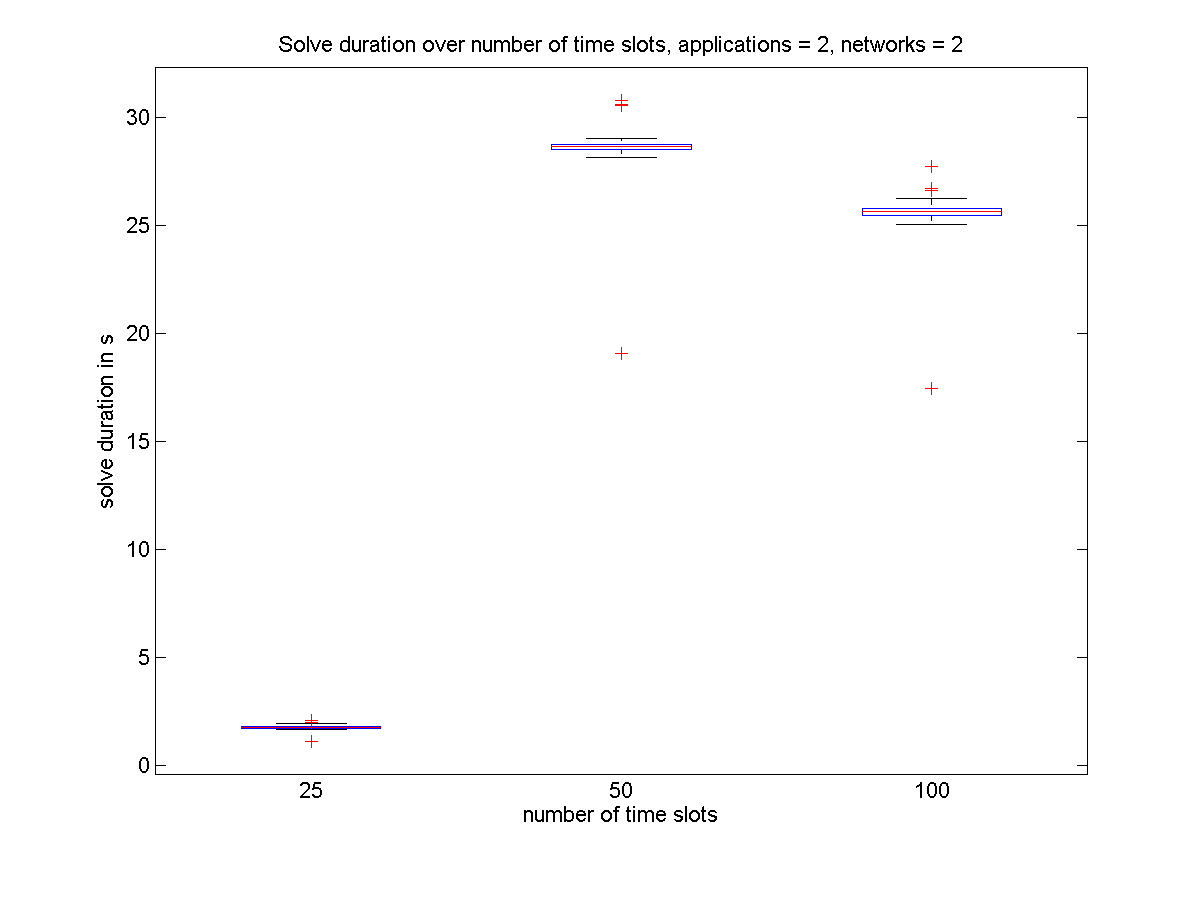 Solve duration over number of time slots, applications = 2, networks = 2
30
25
20
15
10
5
0
solve duration in s
25 50 100
number of time slots